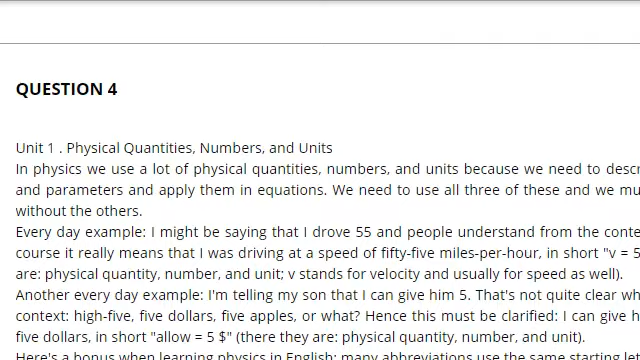 QUESTION 4
Unit 1 . Physical Quantities, Numbers, and Units
In physics we use a lot of physical quantities, numbers, and units because we need to
and parameters and apply them in equations. We need to use all three of these and we
without the others.
Every day example: I might be saying that I drove 55 and people understand from the
course it really means that I was driving at a speed of fifty-five miles-per-hour, in short "v =
are: physical quantity, number, and unit; v stands for velocity and usually for speed as well).
Another every day example: I'm telling my son that I can give him 5. That's not quite clear
context: high-five, five dollars, five apples, or what? Hence this must be clarified: I can give
five dollars, in short "allow = 5 $" (there they are: physical quantity, number, and unit).
Here's a bonus when learning physics in English: many abbreviations use the same starting